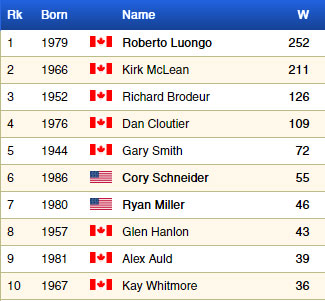 Rk Born Name W
1 1979 Roberto Luongo 252
2 1966 Kirk McLean 211
3 1952 Richard Brodeur 126
4 1976 Dan Cloutier 109
5 1944 Gary Smith 72
6 1986 Cory Schneider 55
7 1980 Ryan Miller 46
8 1957 Glen Hanlon 43
9 1981 Alex Auld 39
10 1967 Kay Whitmore 36